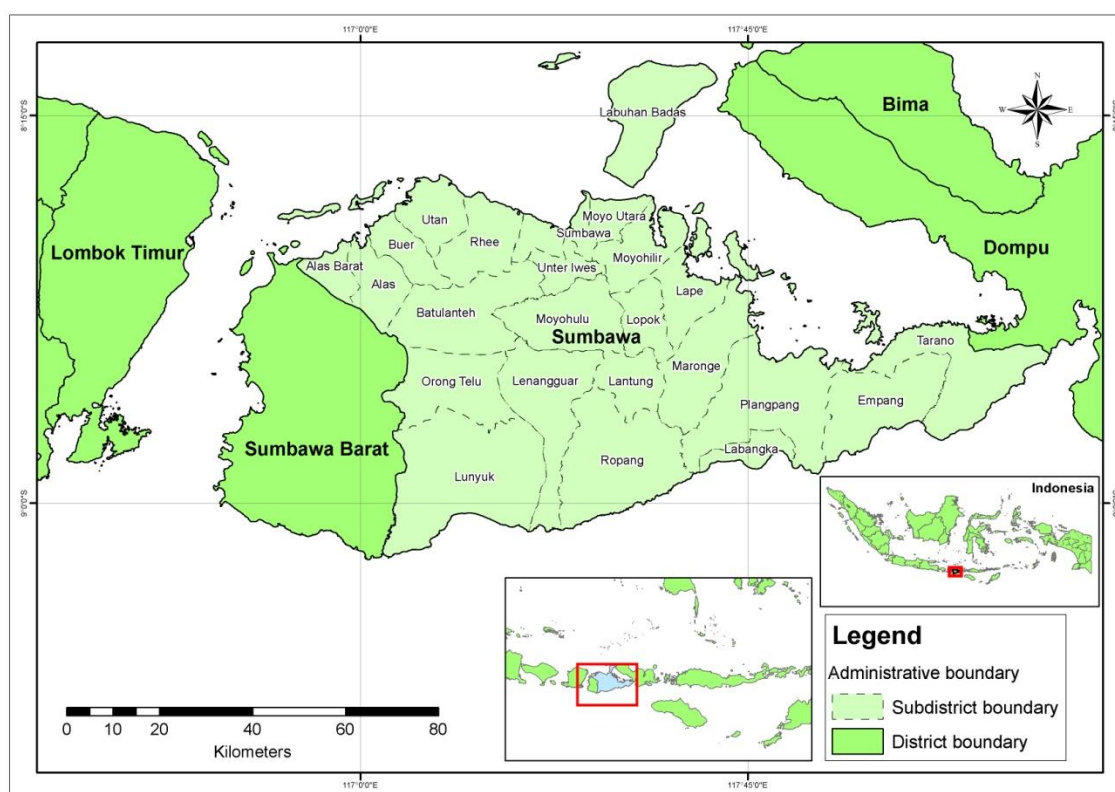 117°0'0"E
117°45'0"E
N
W
E
S
8°15'0"S
Bima
Labuhan Badas
Lombok Timur
Dompu
Utan
Moyo Utara
Sumbawa
Buer
Rhee
Moyohilir
Alas Barat
Unter Iwes
Alas
Lape
Batulanteh
Moyohulu
Lopok
Sumbawa
Tarano
Maronge
Orong Telu
Lenangguar
Lantung
Plangpang
Empang
Sumbawa Barat
Labangka
Ropang
Lunyuk
9°0'0"S
Indonesia
Legend
Administrative boundary
Subdistrict boundary
District boundary
0 10 20 40 60 80
Kilometers
117°0'0"E
117°45'0"E